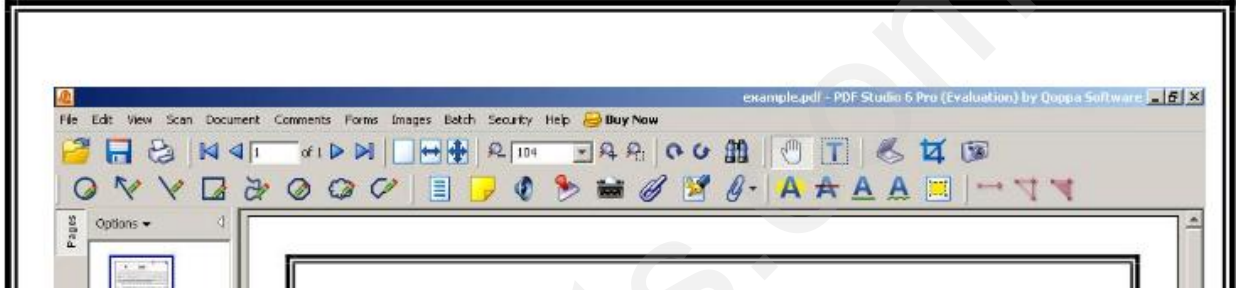 example.pdf - PDF Studio 6 Pro (Evaluation) by Qoppa Software
File Edit View Scan Document Comments Forms Images Batch Security Help Buy Now
1 of 1 104 T
A A A A
Pages
Options